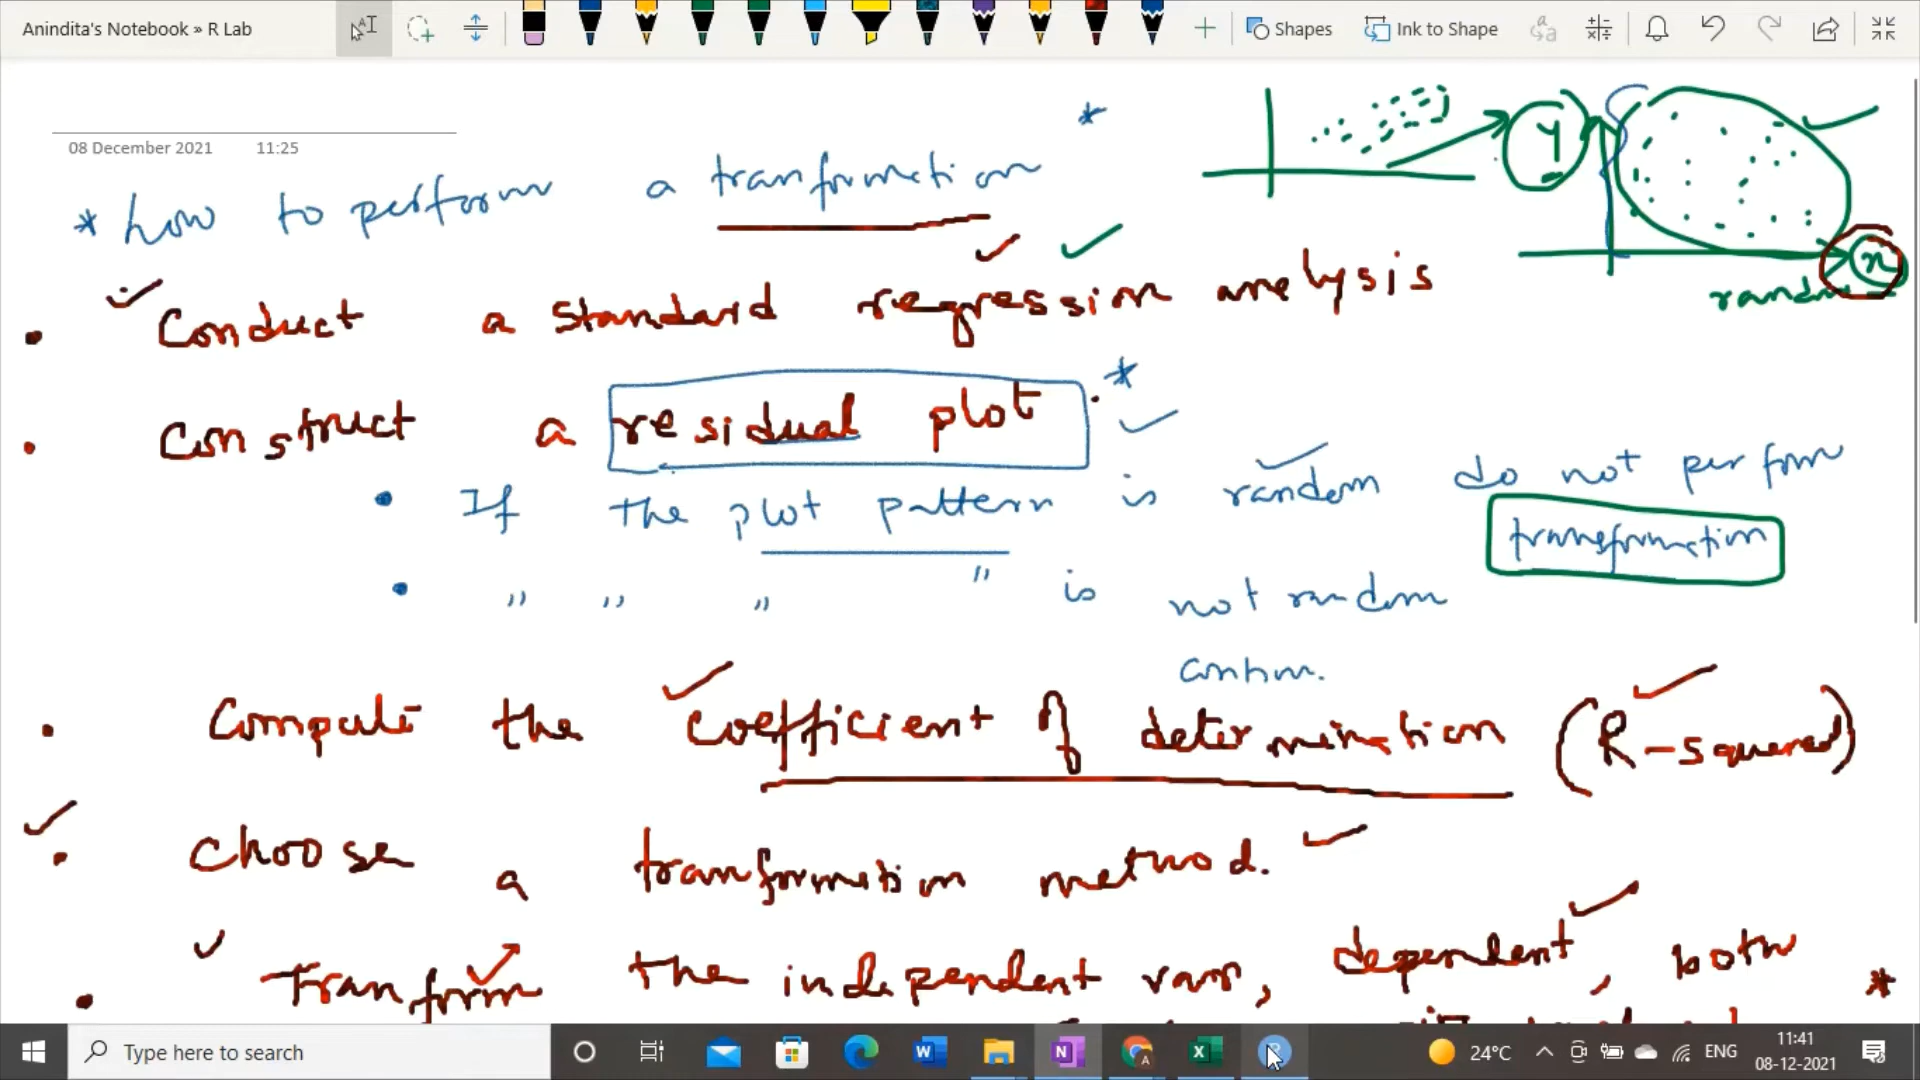 Anindita's Notebook » R Lab
Shapes
Ink to Shape
08 December 2021 11:25
* how to perform a tranformation *
y
x
random
• Conduct a standard regression analysis
• Construct a residual plot. *
• If the plot pattern is random do not perform transformation
• " " " " is not random
continue.
• Compute the coefficient of determination (R-squared)
• Choose a transformation method.
• Transform the independent vars, dependent, both *
Type here to search
24°C
ENG
11:41
08-12-2021